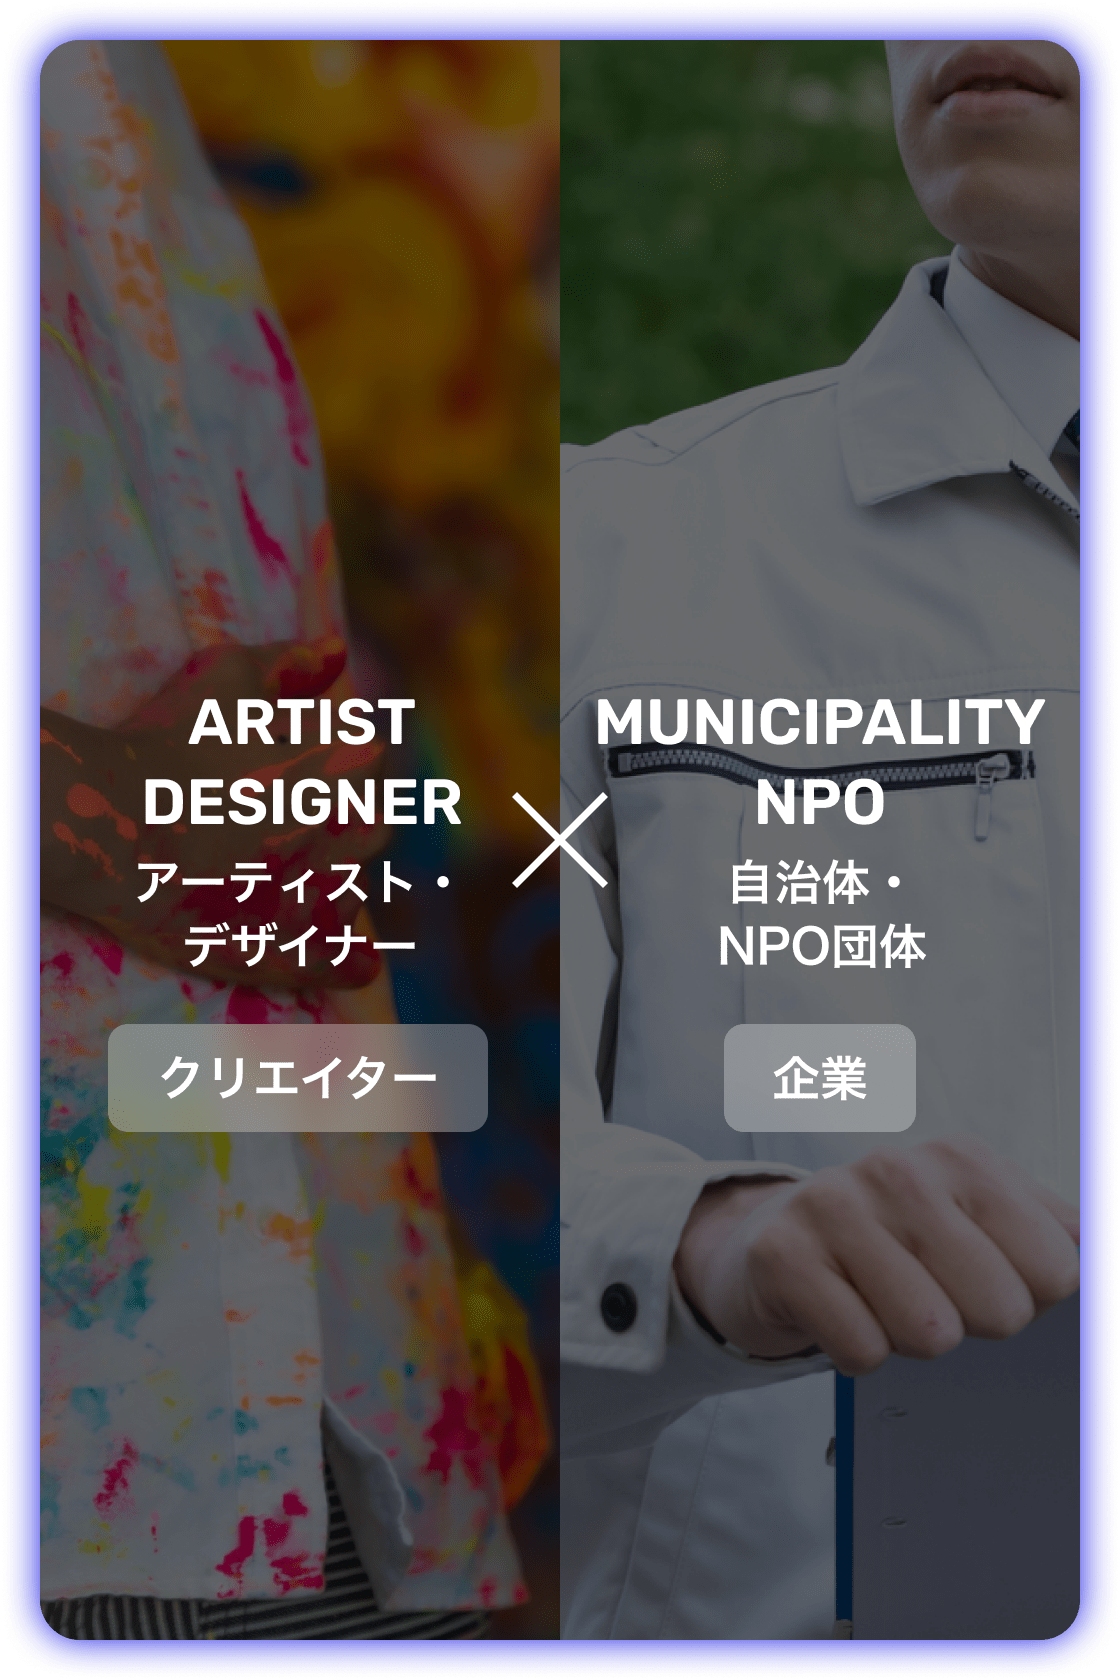 ARTIST
DESIGNER
アーティスト・
デザイナー
クリエイター
×
MUNICIPALITY
NPO
自治体・
NPO団体
企業